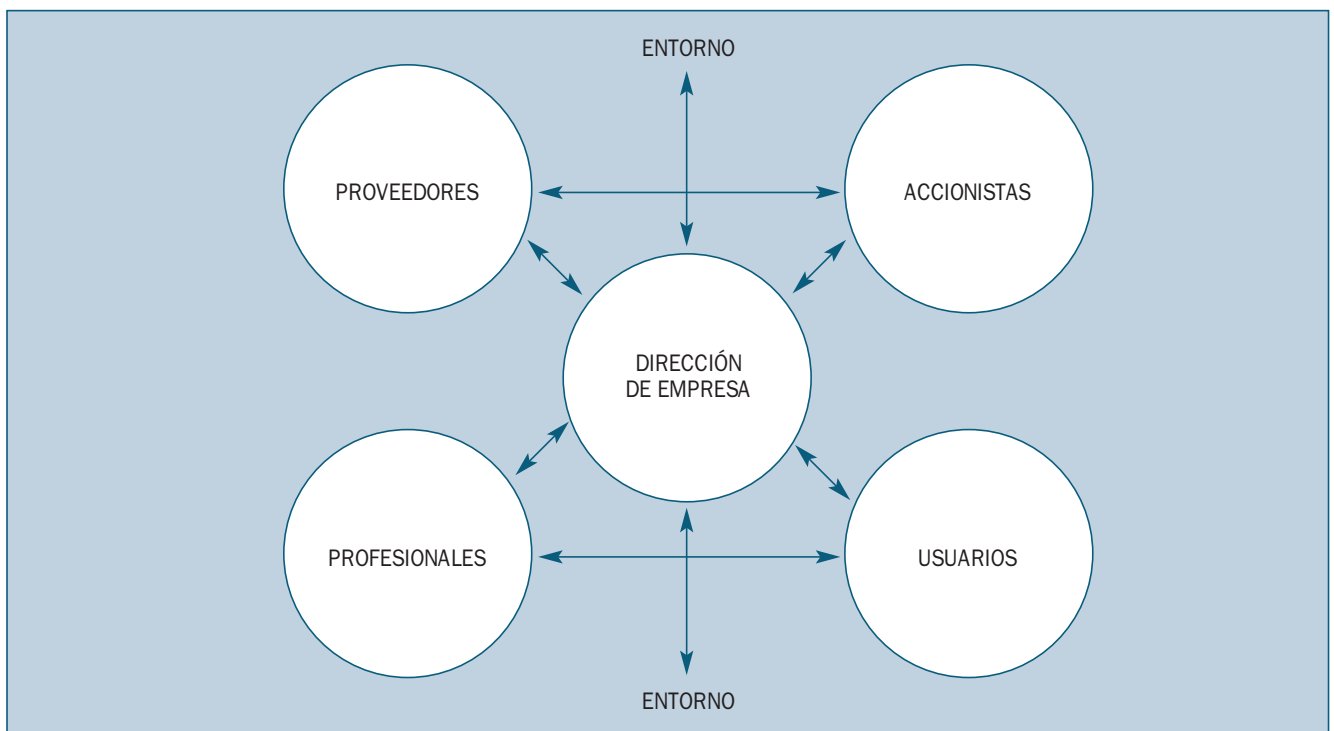 ENTORNO
PROVEEDORES
ACCIONISTAS
DIRECCIÓN
DE EMPRESA
PROFESIONALES
USUARIOS
ENTORNO